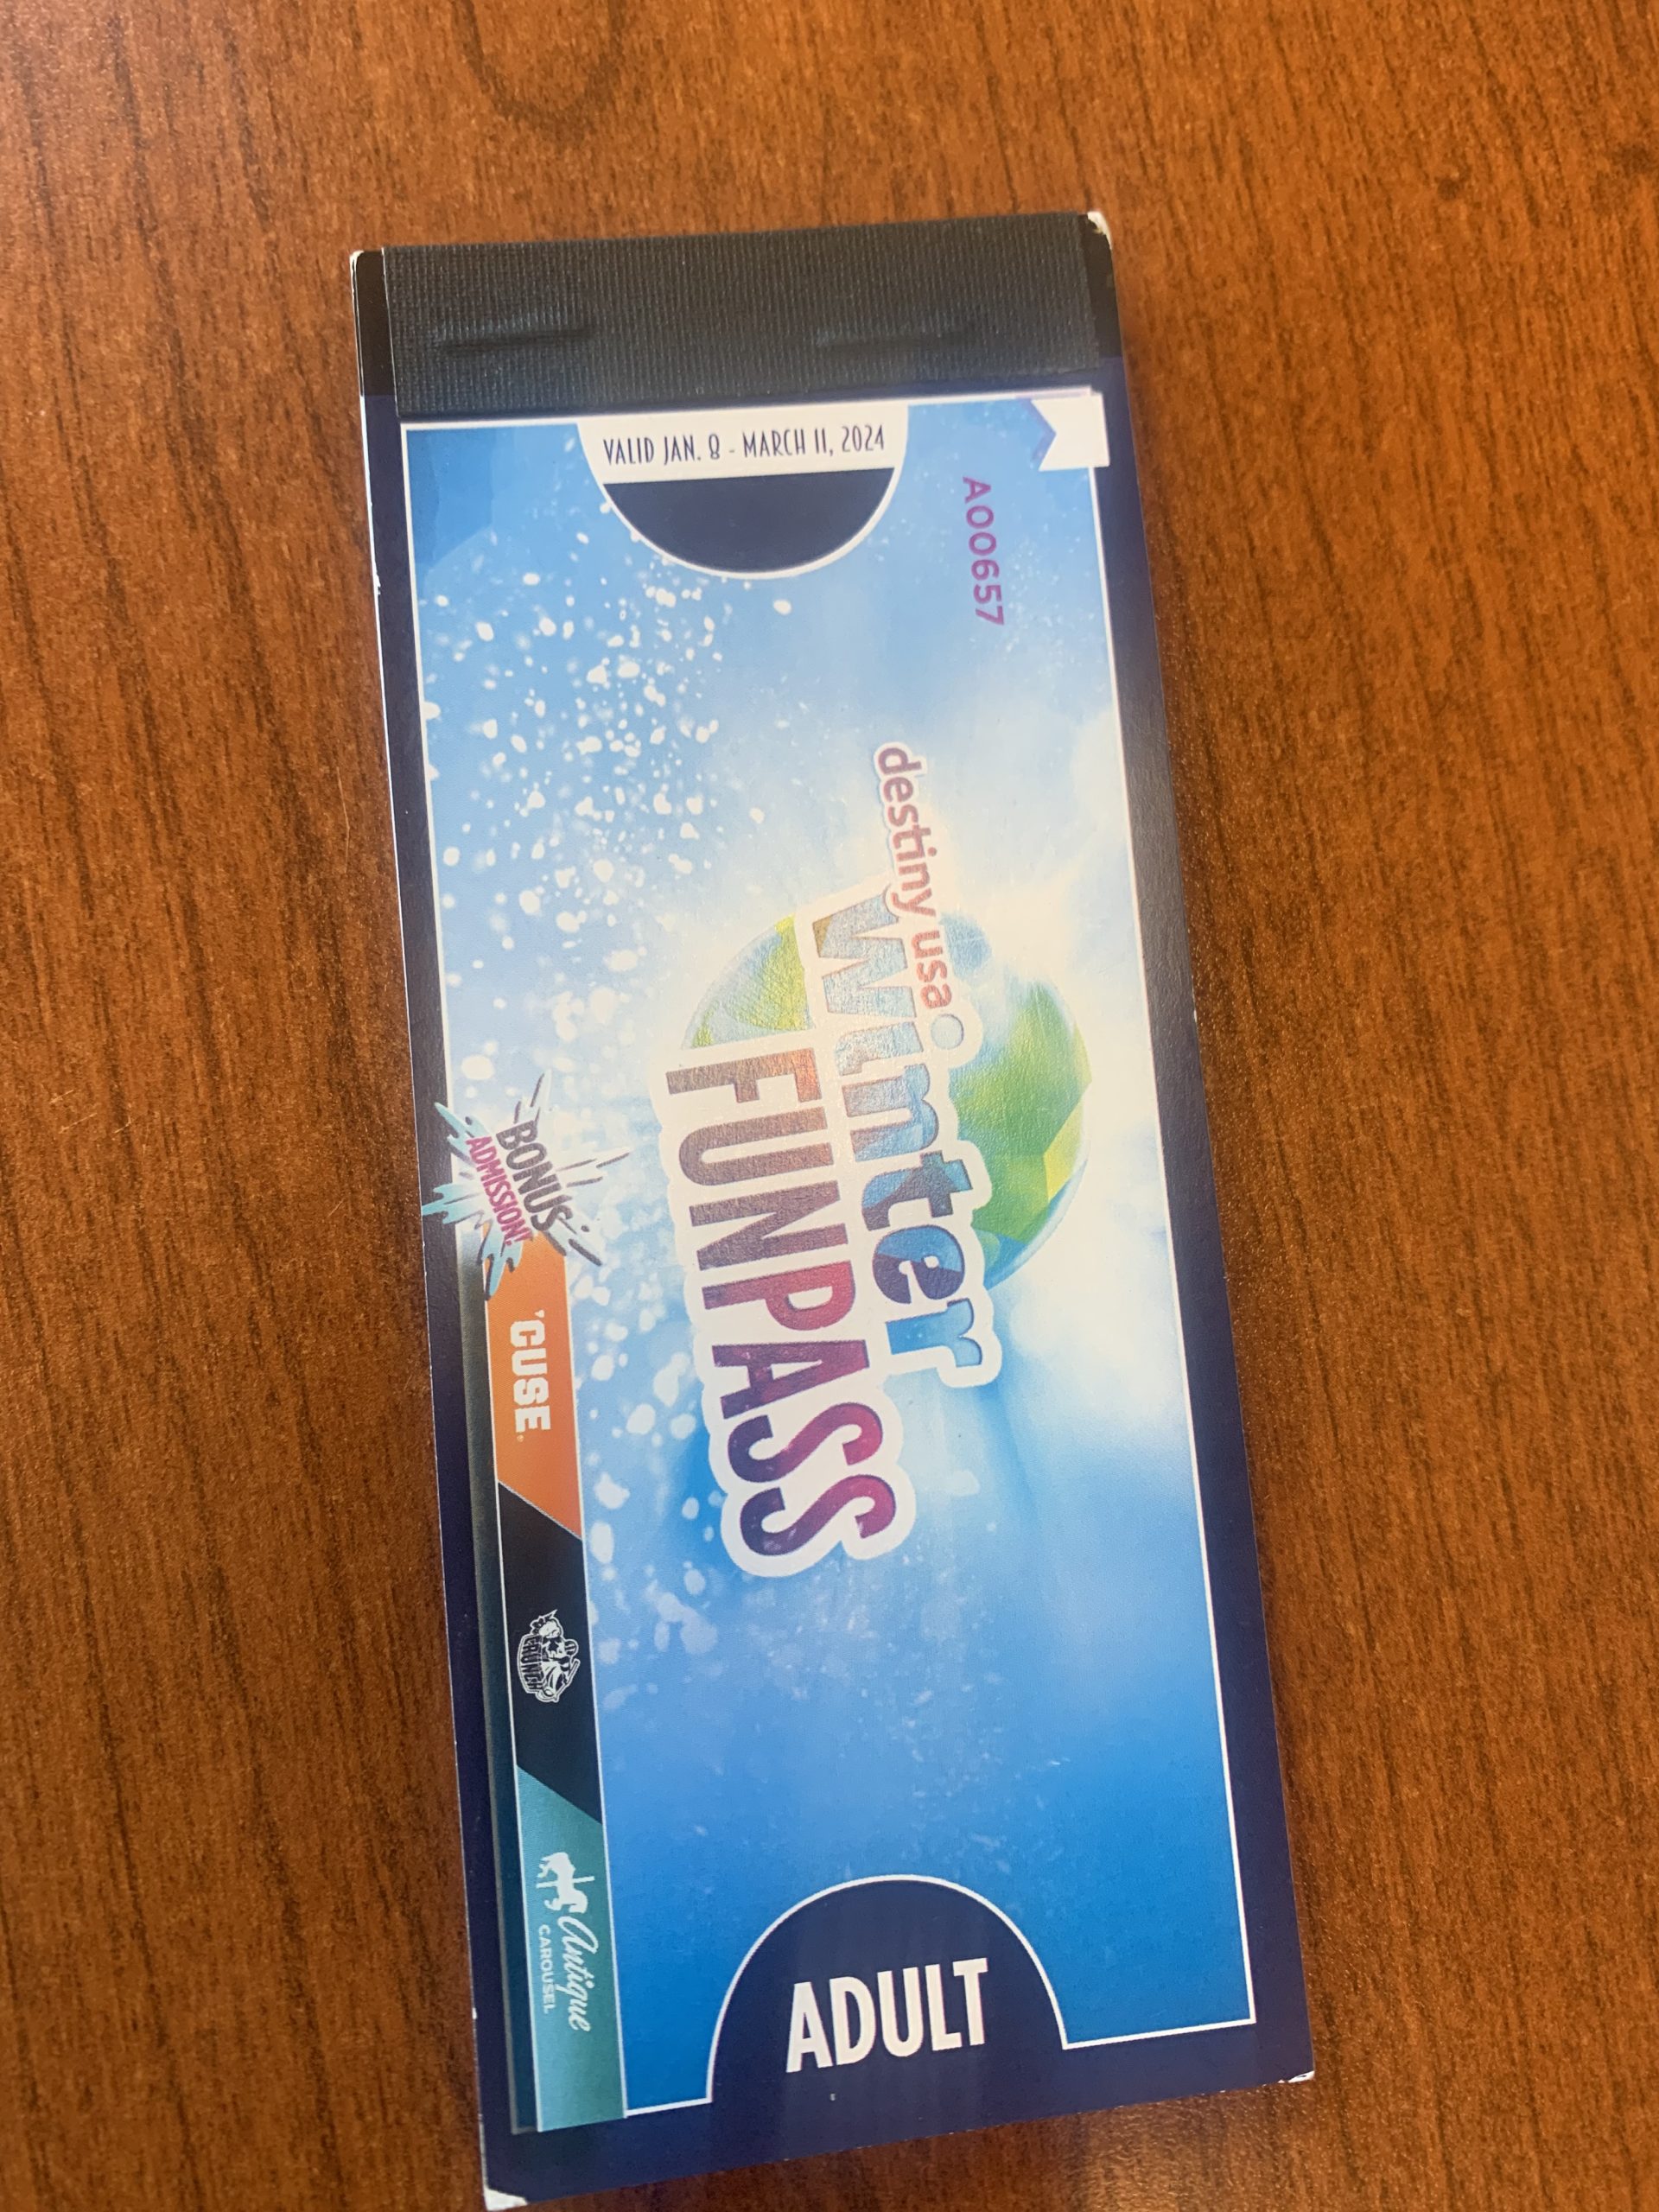 VALID JAN. 8 - MARCH 11, 2024
A00657
destiny usa
winter
FUNPASS
BONUS
ADMISSION!
'CUSE
CRUNCH
Antique
CAROUSEL
ADULT